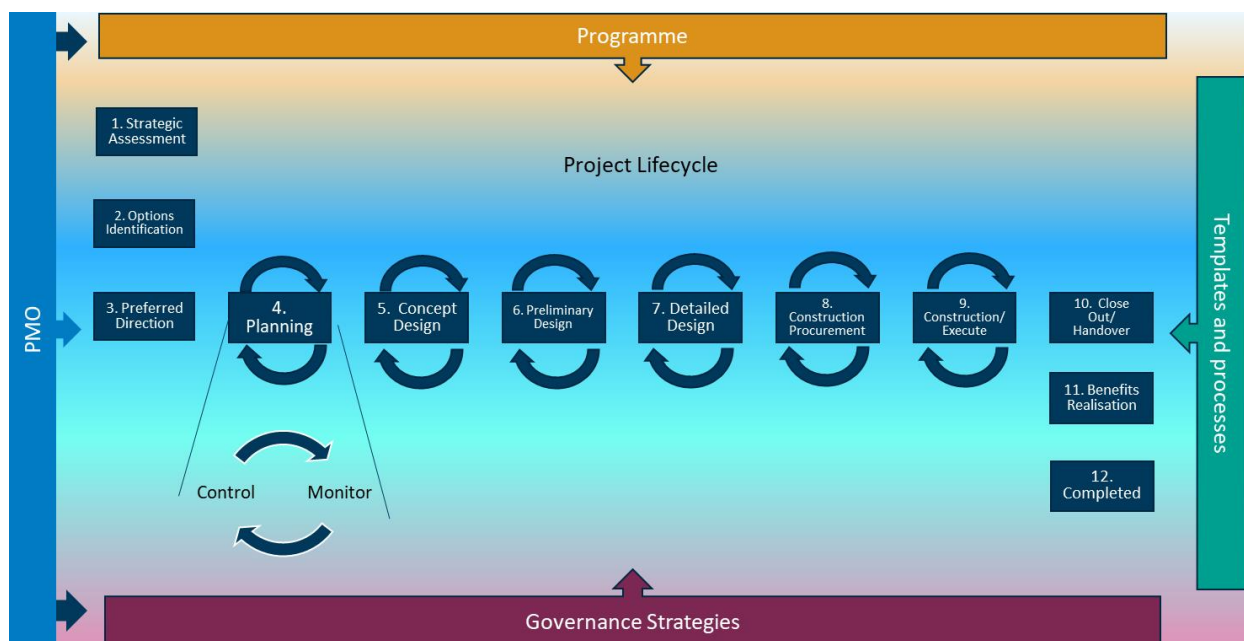 Programme
1. Strategic
Assessment
Project Lifecycle
2. Options
Identification
PMO
3. Preferred
Direction
4.
Planning
5. Concept
Design
6. Preliminary
Design
7. Detailed
Design
8.
Construction
Procurement
9.
Construction/
Execute
10. Close
Out/
Handover
Templates and processes
11. Benefits
Realisation
12.
Completed
Control
Monitor
Governance Strategies